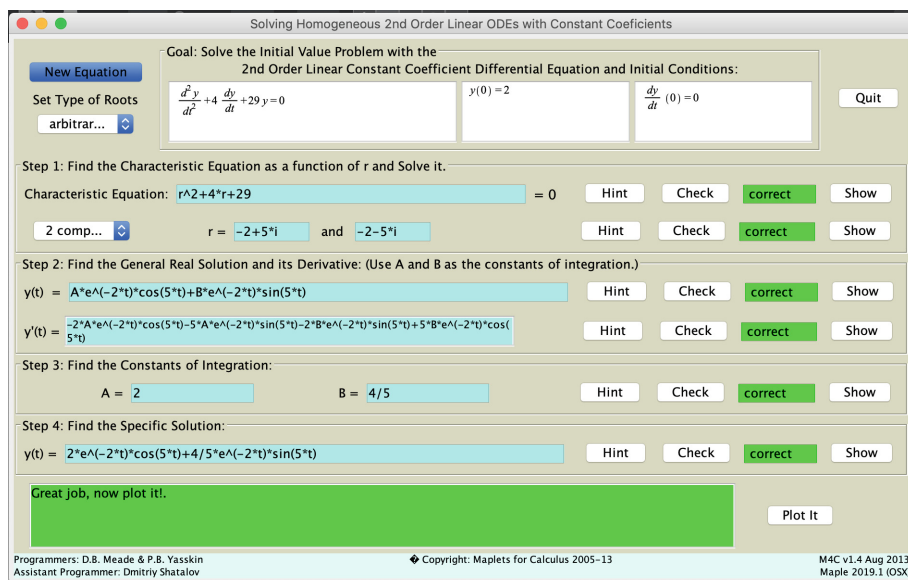 Solving Homogeneous 2nd Order Linear ODEs with Constant Coeficients
New Equation
Set Type of Roots
arbitrar...
Goal: Solve the Initial Value Problem with the
2nd Order Linear Constant Coefficient Differential Equation and Initial Conditions:
d²y/dt² +4 dy/dt +29 y=0
y(0)=2
dy/dt (0)=0
Quit
Step 1: Find the Characteristic Equation as a function of r and Solve it.
Characteristic Equation: r^2+4*r+29 = 0 Hint Check correct Show
2 comp... r = -2+5*i and -2-5*i Hint Check correct Show
Step 2: Find the General Real Solution and its Derivative: (Use A and B as the constants of integration.)
y(t) = A*e^(-2*t)*cos(5*t)+B*e^(-2*t)*sin(5*t) Hint Check correct Show
y'(t) = -2*A*e^(-2*t)*cos(5*t)-5*A*e^(-2*t)*sin(5*t)-2*B*e^(-2*t)*sin(5*t)+5*B*e^(-2*t)*cos(
5*t) Hint Check correct Show
Step 3: Find the Constants of Integration:
A = 2 B = 4/5 Hint Check correct Show
Step 4: Find the Specific Solution:
y(t) = 2*e^(-2*t)*cos(5*t)+4/5*e^(-2*t)*sin(5*t) Hint Check correct Show
Great job, now plot it!.
Plot It
Programmers: D.B. Meade & P.B. Yasskin � Copyright: Maplets for Calculus 2005-13 M4C v1.4 Aug 2013
Assistant Programmer: Dmitriy Shatalov Maple 2019.1 (OSX)